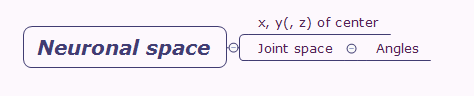 x, y(, z) of center
Neuronal space
Joint space
Angles